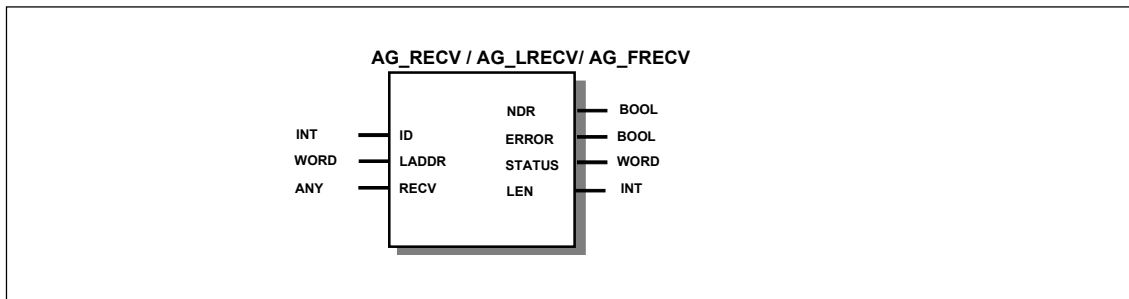 AG_RECV / AG_LRECV/ AG_FRECV
NDR BOOL
INT ID ERROR BOOL
WORD LADDR STATUS WORD
ANY RECV LEN INT